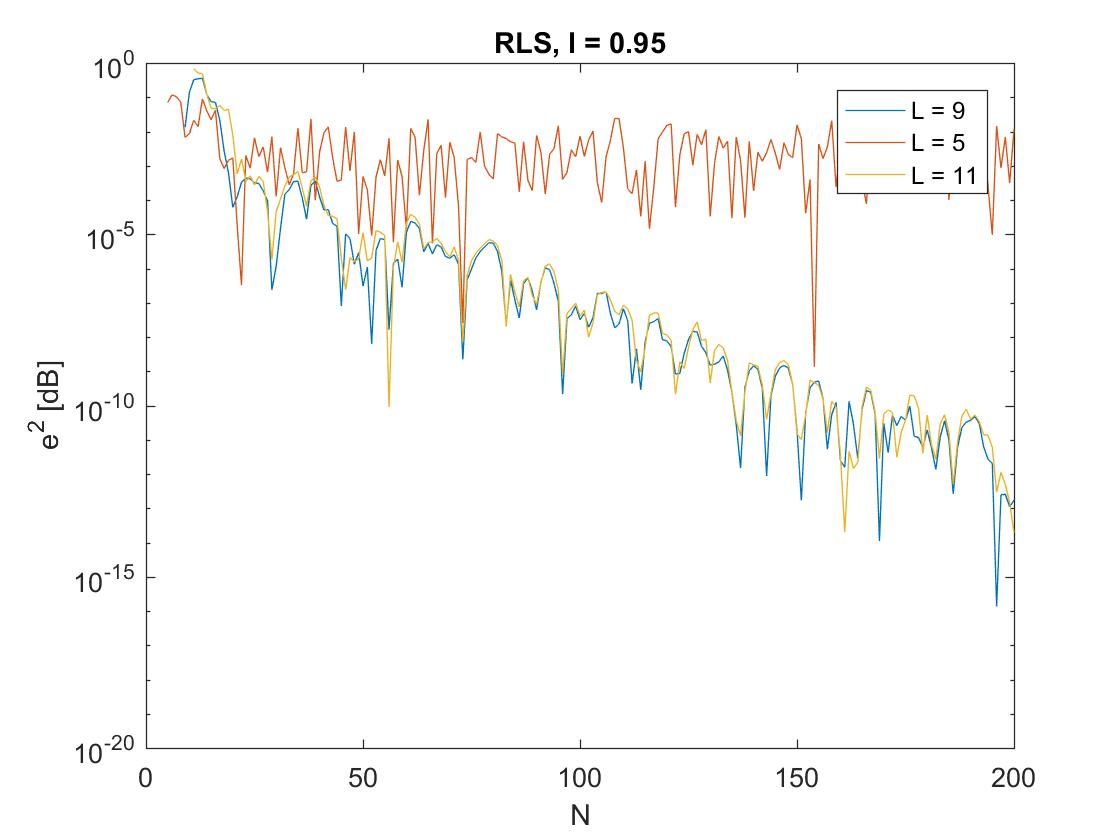 RLS, l = 0.95
10^0
10^-5
10^-10
10^-15
10^-20
e^2 [dB]
0 50 100 150 200
N
L = 9
L = 5
L = 11